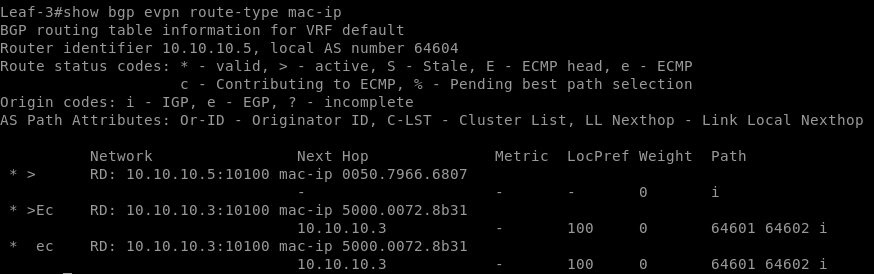 Leaf-3#show bgp evpn route-type mac-ip
BGP routing table information for VRF default
Router identifier 10.10.10.5, local AS number 64604
Route status codes: * - valid, > - active, S - Stale, E - ECMP head, e - ECMP
                    c - Contributing to ECMP, % - Pending best path selection
Origin codes: i - IGP, e - EGP, ? - incomplete
AS Path Attributes: Or-ID - Originator ID, C-LST - Cluster List, LL Nexthop - Link Local Nexthop

          Network                Next Hop              Metric  LocPref Weight  Path
 * >      RD: 10.10.10.5:10100 mac-ip 0050.7966.6807
                                 -                     -       -       0       i
 * >Ec    RD: 10.10.10.3:10100 mac-ip 5000.0072.8b31
                                 10.10.10.3            -       100     0       64601 64602 i
 *  ec    RD: 10.10.10.3:10100 mac-ip 5000.0072.8b31
                                 10.10.10.3            -       100     0       64601 64602 i